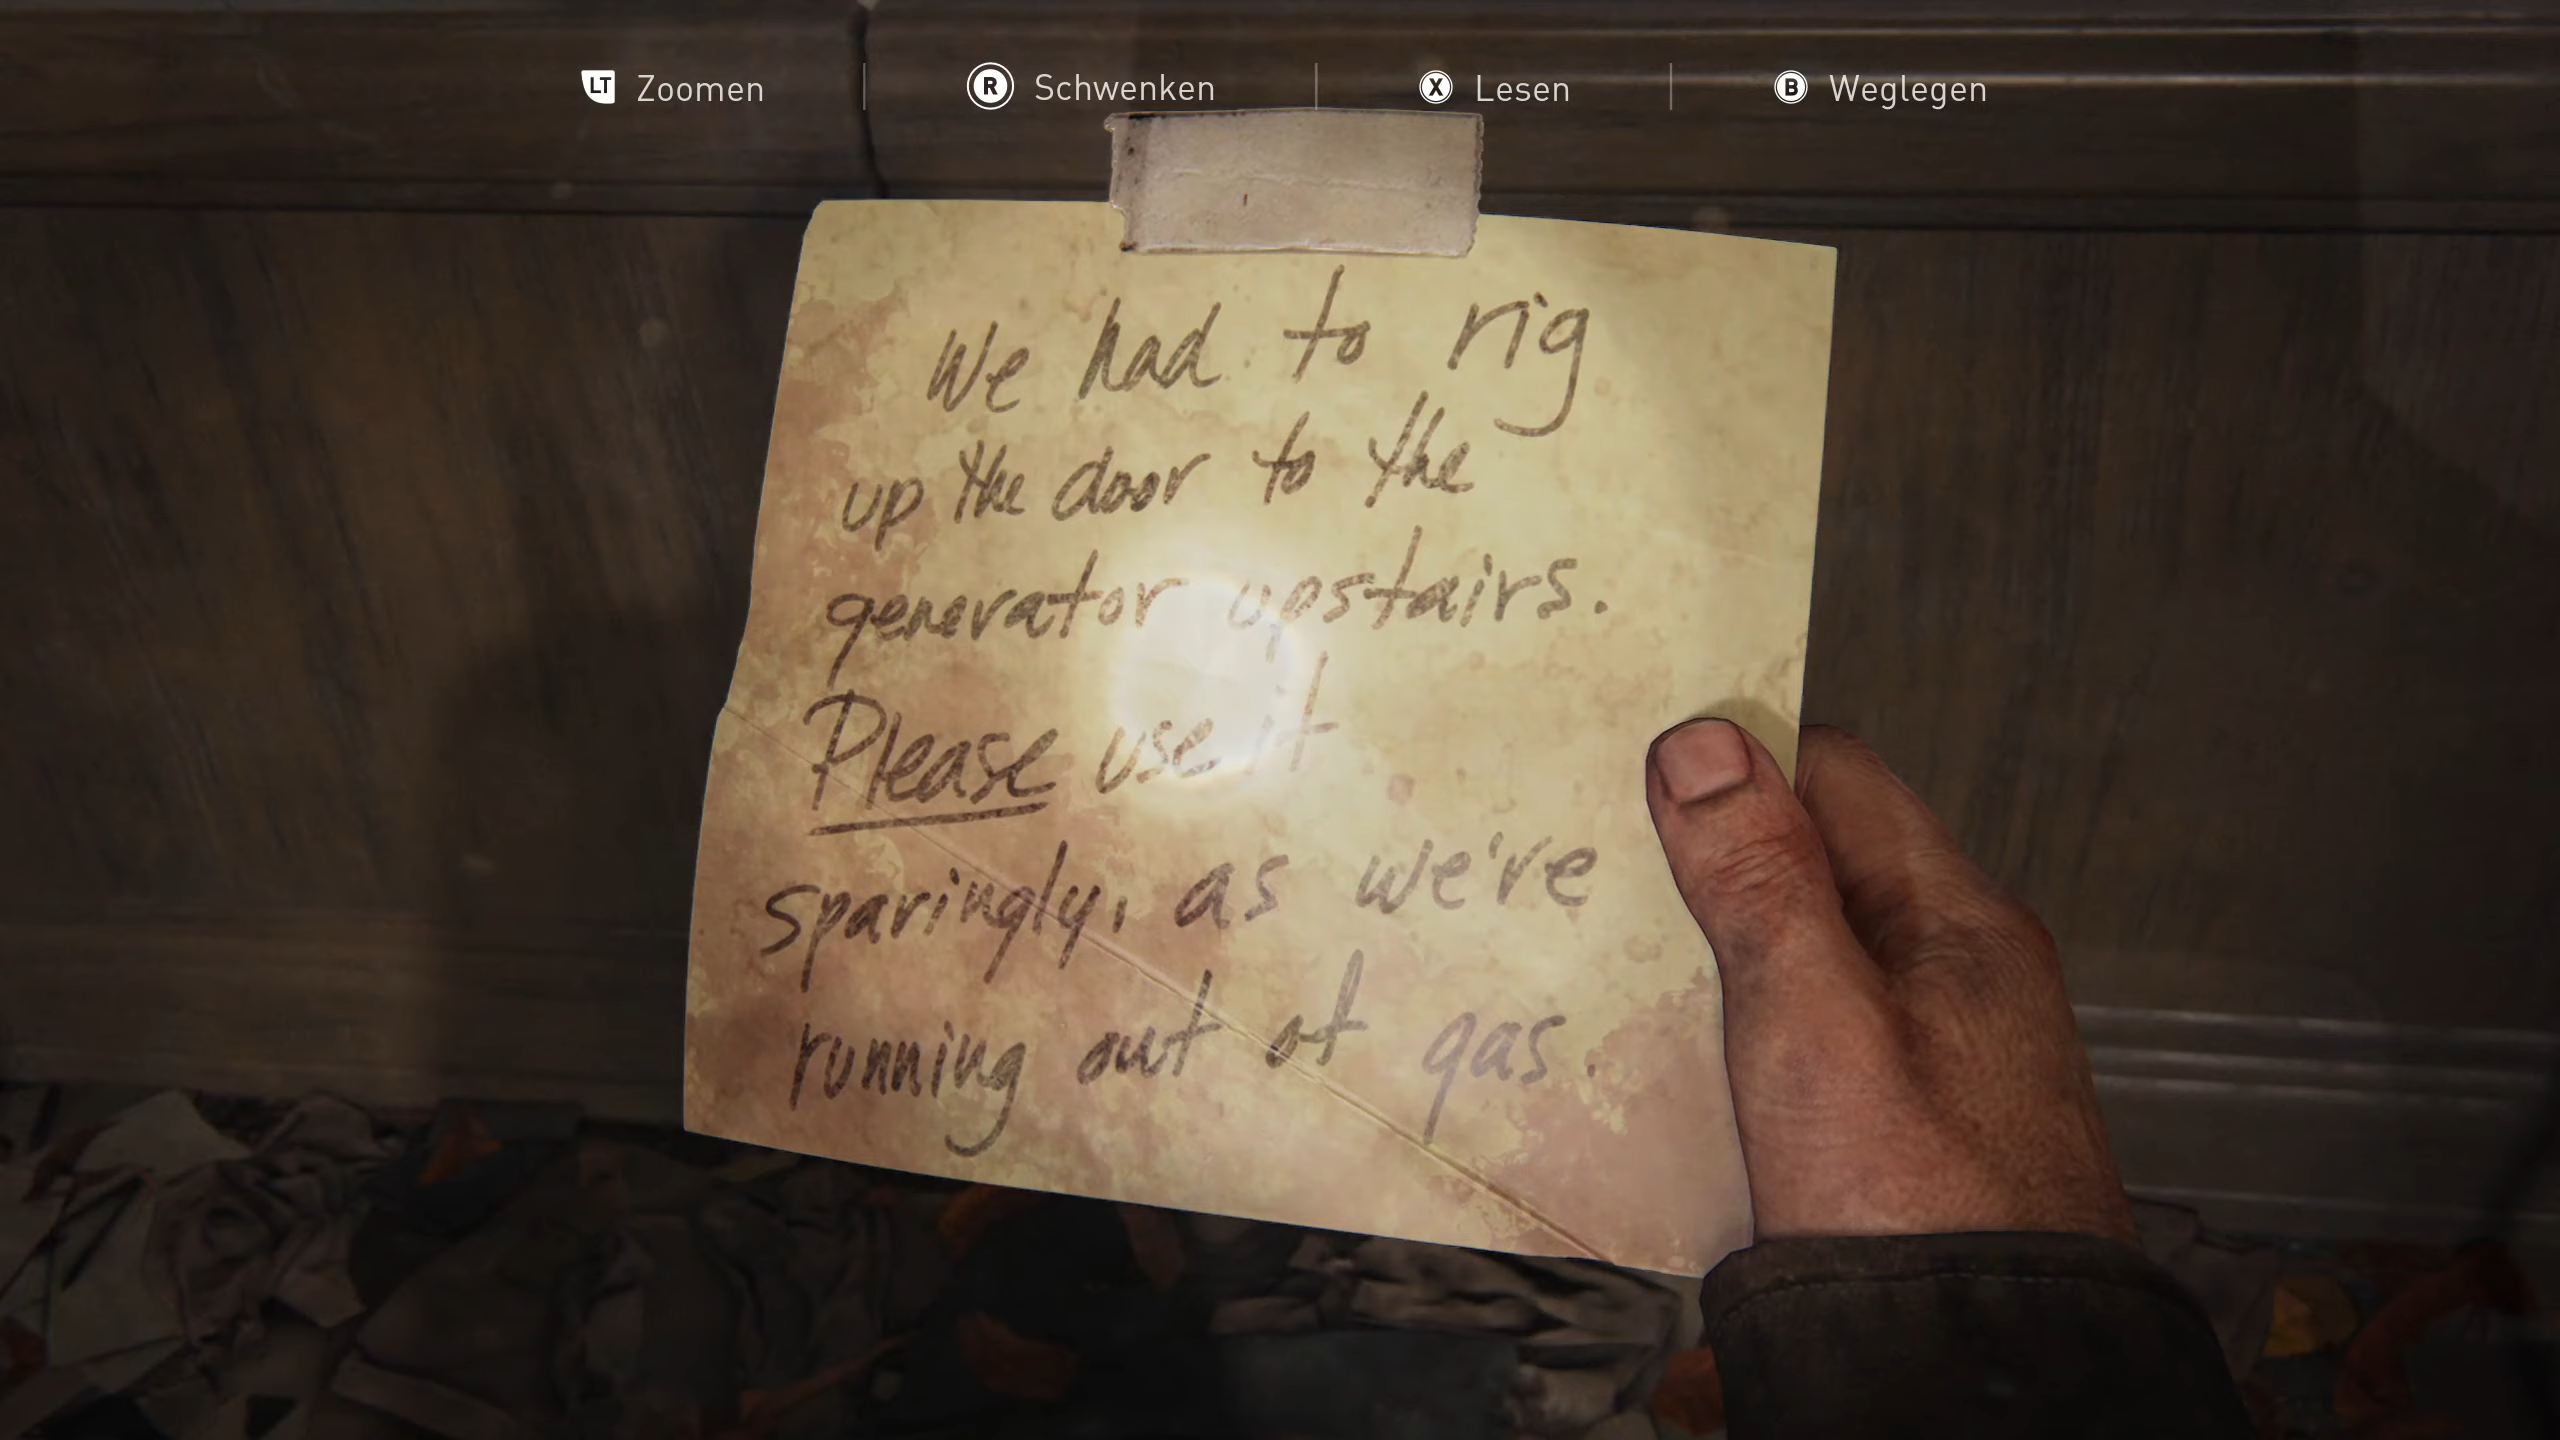 LT Zoomen R Schwenken X Lesen B Weglegen
We had to rig
up the door to the
generator upstairs.
Please use it
sparingly, as we're
running out of gas.